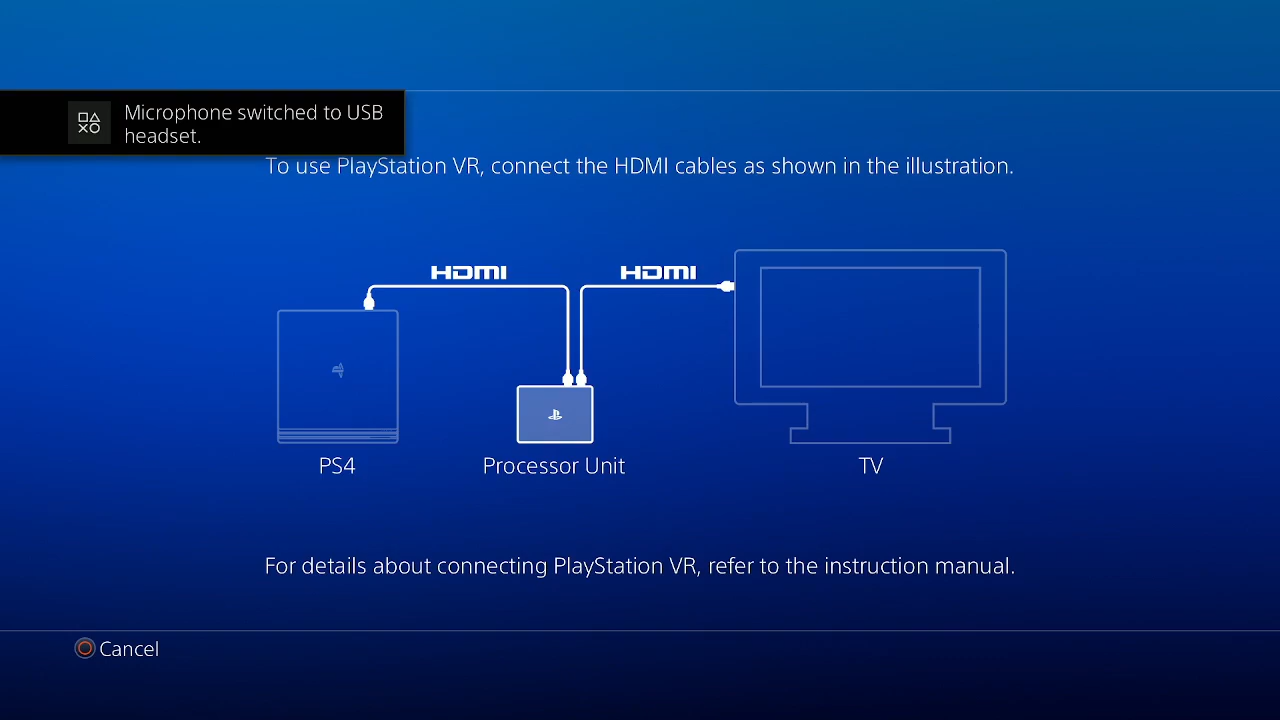 Microphone switched to USB
headset.
To use PlayStation VR, connect the HDMI cables as shown in the illustration.
HDMI HDMI
PS4 Processor Unit TV
For details about connecting PlayStation VR, refer to the instruction manual.
Cancel